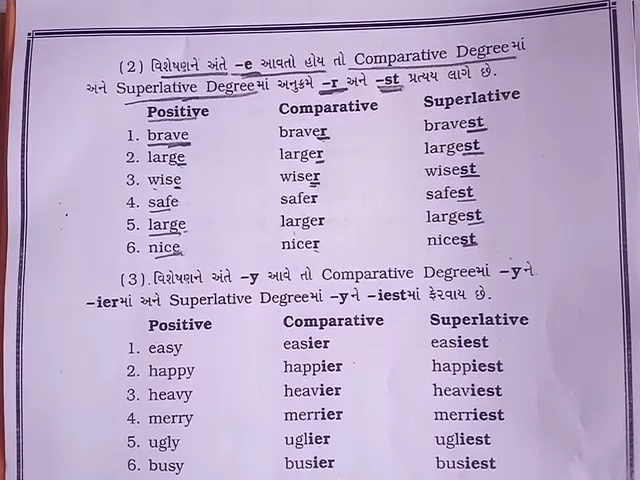 (2) વિશેષણને અંતે -e આવતો હોય તો Comparative Degreeમાં
અને Superlative Degreeમાં અનુક્રમે -r અને -st પ્રત્યય લાગે છે.
Positive Comparative Superlative
1. brave braver bravest
2. large larger largest
3. wise wiser wisest
4. safe safer safest
5. large larger largest
6. nice nicer nicest
(3) વિશેષણને અંતે -y આવે તો Comparative Degreeમાં -yને
-ierમાં અને Superlative Degreeમાં -yને -iestમાં ફેરવાય છે.
Positive Comparative Superlative
1. easy easier easiest
2. happy happier happiest
3. heavy heavier heaviest
4. merry merrier merriest
5. ugly uglier ugliest
6. busy busier busiest